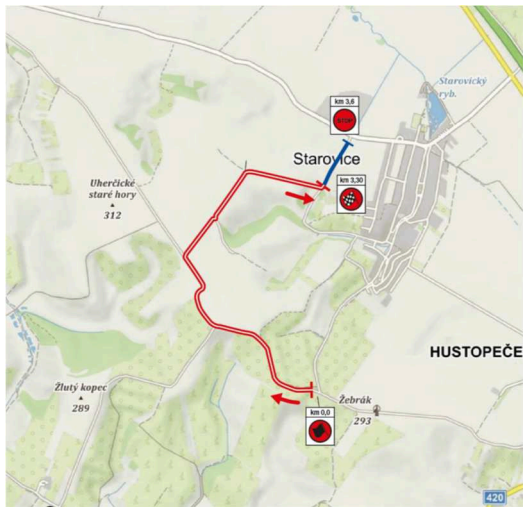 Starovický
ryb.
km 3,6
STOP
Starovice
km 3,30
Uherčické
staré hory
312
HUSTOPEČE
Žlutý kopec
289
Žebrák
293
km 0,0
420